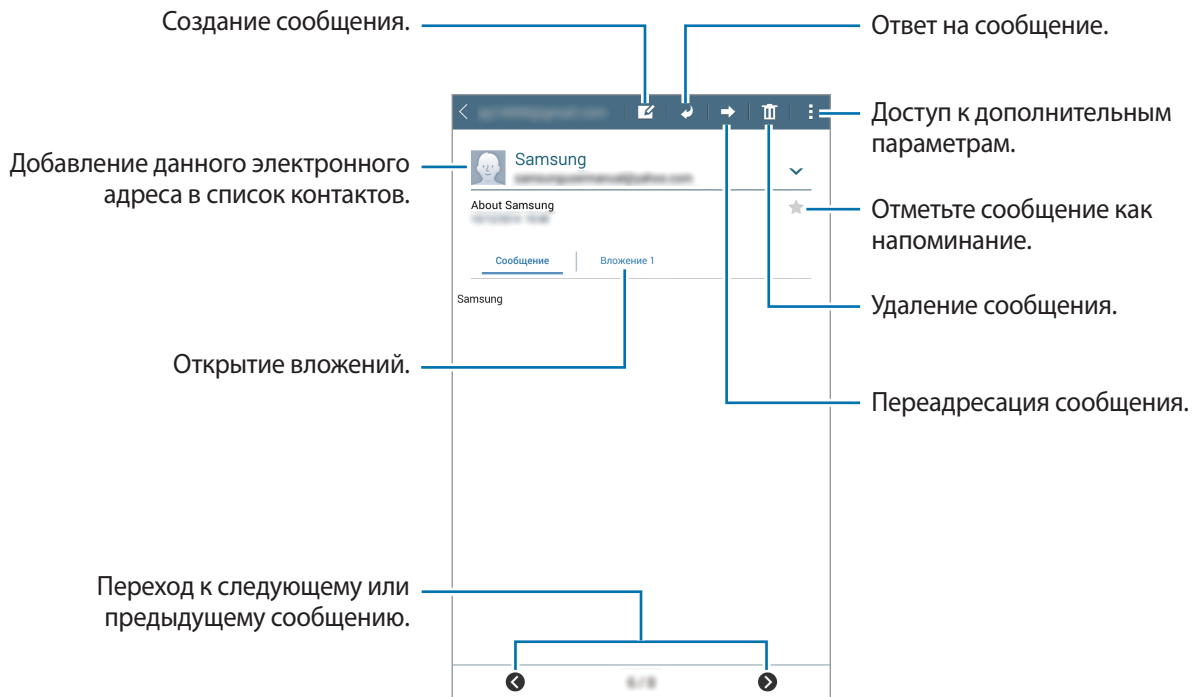 Создание сообщения.
Ответ на сообщение.
Доступ к дополнительным
параметрам.
Добавление данного электронного
адреса в список контактов.
Samsung
About Samsung
Отметьте сообщение как
напоминание.
Сообщение
Вложение 1
Samsung
Удаление сообщения.
Открытие вложений.
Переадресация сообщения.
Переход к следующему или
предыдущему сообщению.